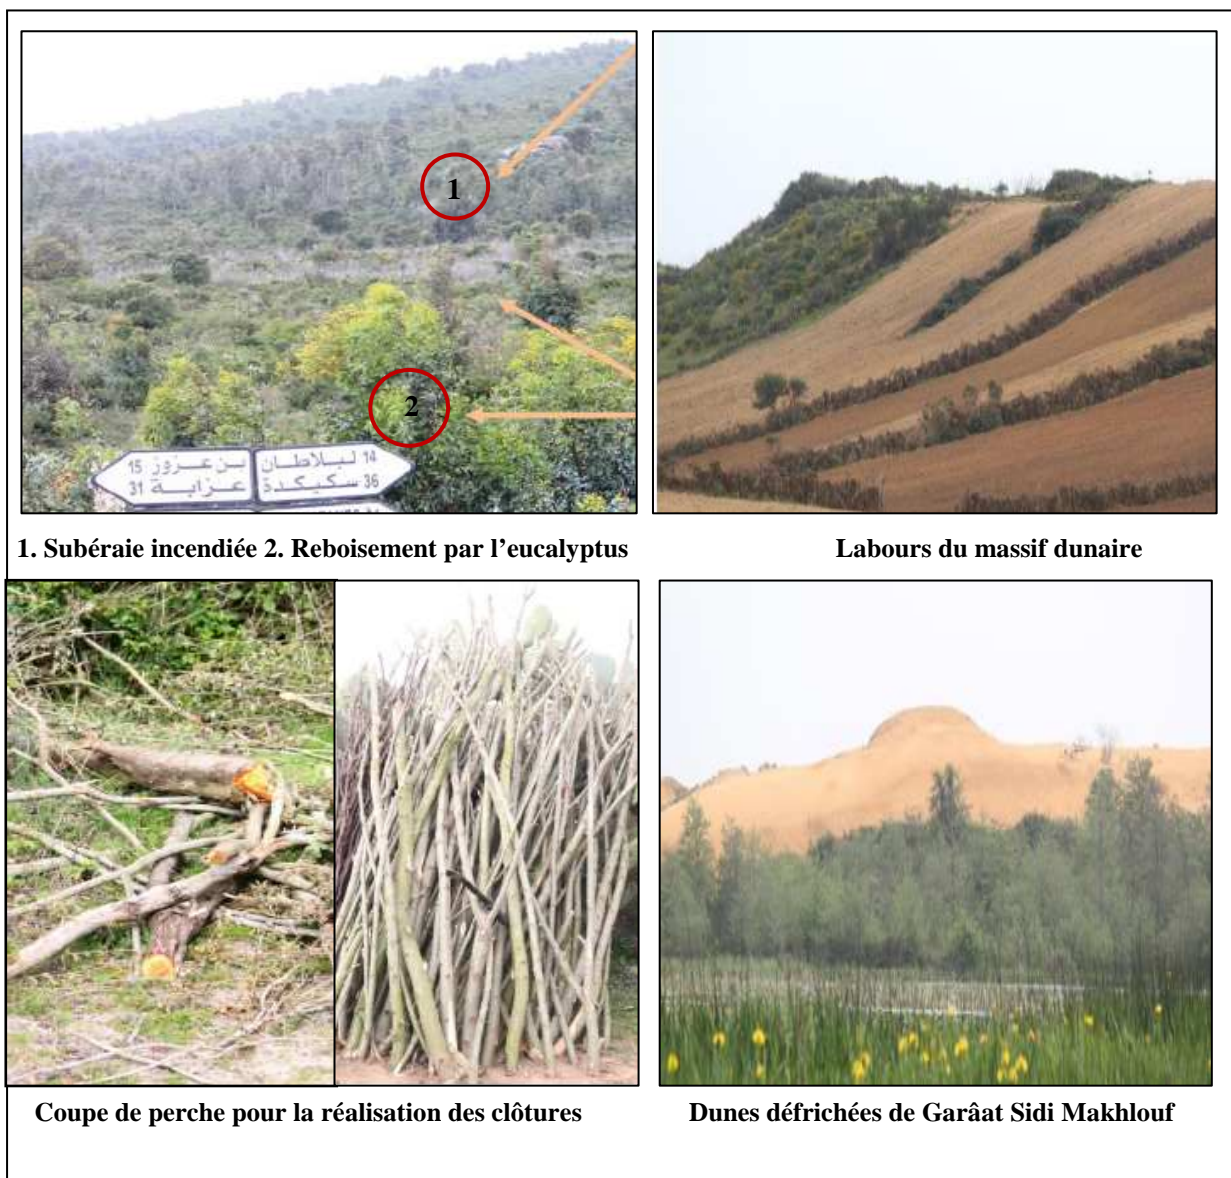 1
2
بن عزوز 15
عزابة 31
لبلاطان 14
سكيكدة 36
1. Subéraie incendiée 2. Reboisement par l'eucalyptus
Labours du massif dunaire
Coupe de perche pour la réalisation des clôtures
Dunes défrichées de Garâat Sidi Makhlouf